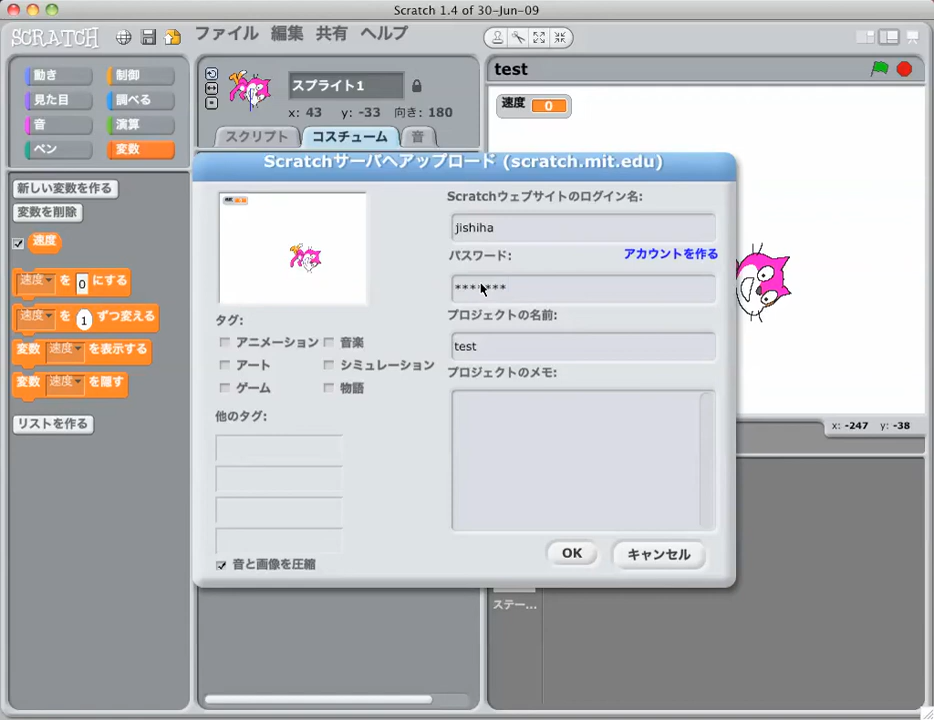 Scratch 1.4 of 30-Jun-09
SCRATCH
ファイル 編集 共有 ヘルプ
動き 制御
見た目 調べる
音 演算
ペン 変数
新しい変数を作る
変数を削除
速度
速度 を 0 にする
速度 を 1 ずつ変える
変数 速度 を表示する
変数 速度 を隠す
リストを作る
スプライト1
x: 43 y: -33 向き: 180
スクリプト コスチューム 音
test
速度 0
Scratchサーバへアップロード (scratch.mit.edu)
タグ:
アニメーション 音楽
アート シミュレーション
ゲーム 物語
他のタグ:
音と画像を圧縮
Scratchウェブサイトのログイン名:
jishiha
パスワード: アカウントを作る
*******
プロジェクトの名前:
test
プロジェクトのメモ:
OK キャンセル
x: -247 y: -38
ステー...